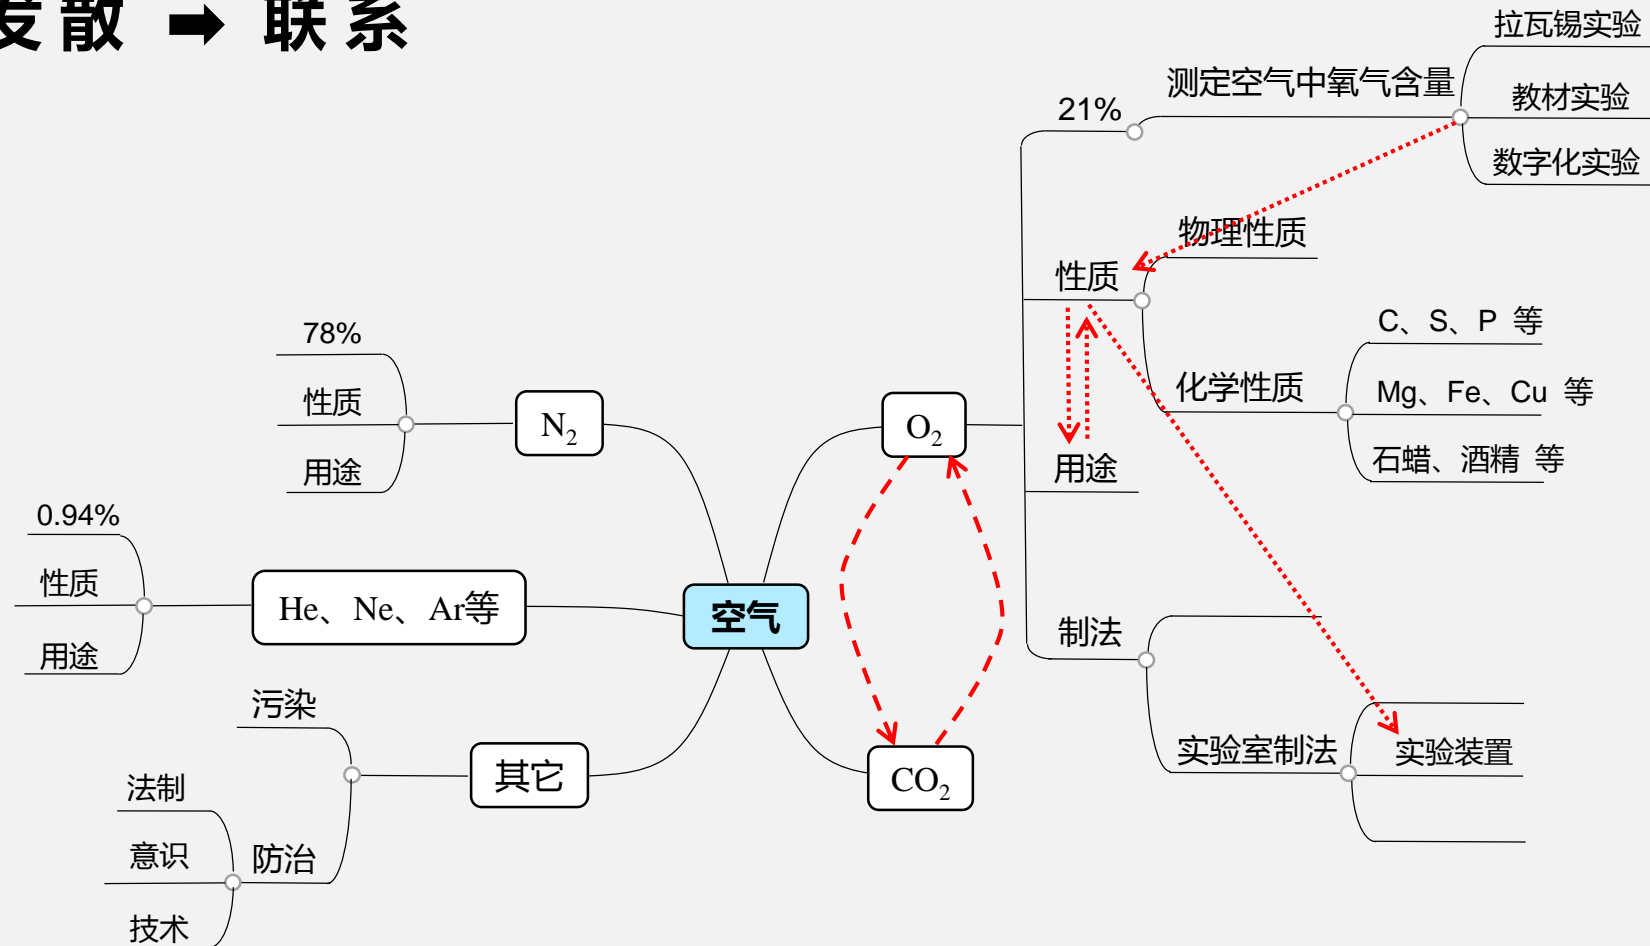 发散 ➡ 联系
拉瓦锡实验
测定空气中氧气含量
教材实验
21%
数字化实验
物理性质
性质
C、S、P 等
化学性质
Mg、Fe、Cu 等
石蜡、酒精 等
用途
制法
实验室制法
实验装置
O₂
CO₂
空气
N₂
78%
性质
用途
He、Ne、Ar等
0.94%
性质
用途
其它
污染
防治
法制
意识
技术